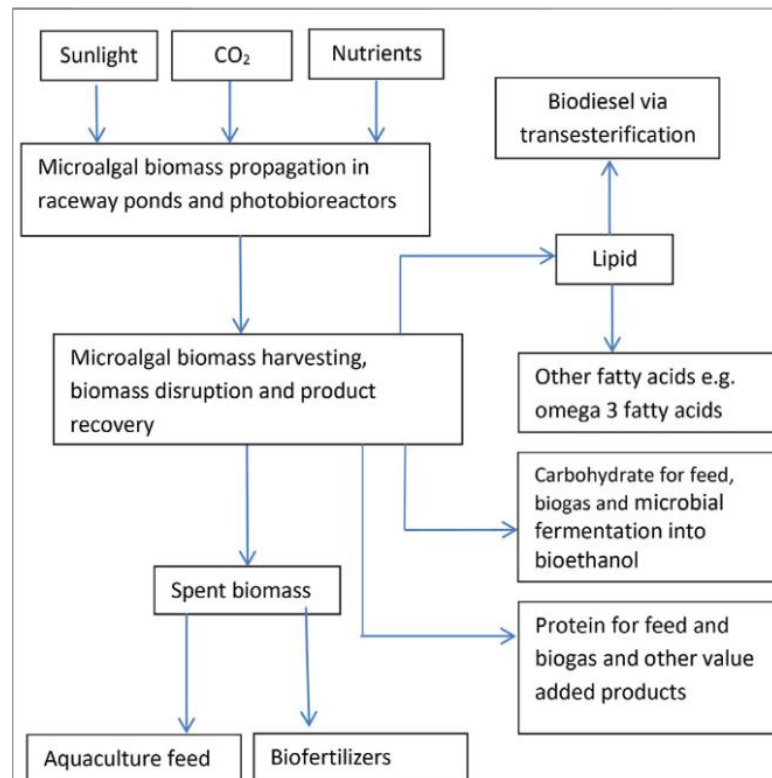 Sunlight
CO₂
Nutrients
Biodiesel via
transesterification
Microalgal biomass propagation in
raceway ponds and photobioreactors
Lipid
Microalgal biomass harvesting,
biomass disruption and product
recovery
Other fatty acids e.g.
omega 3 fatty acids
Carbohydrate for feed,
biogas and microbial
fermentation into
bioethanol
Spent biomass
Protein for feed and
biogas and other value
added products
Aquaculture feed
Biofertilizers